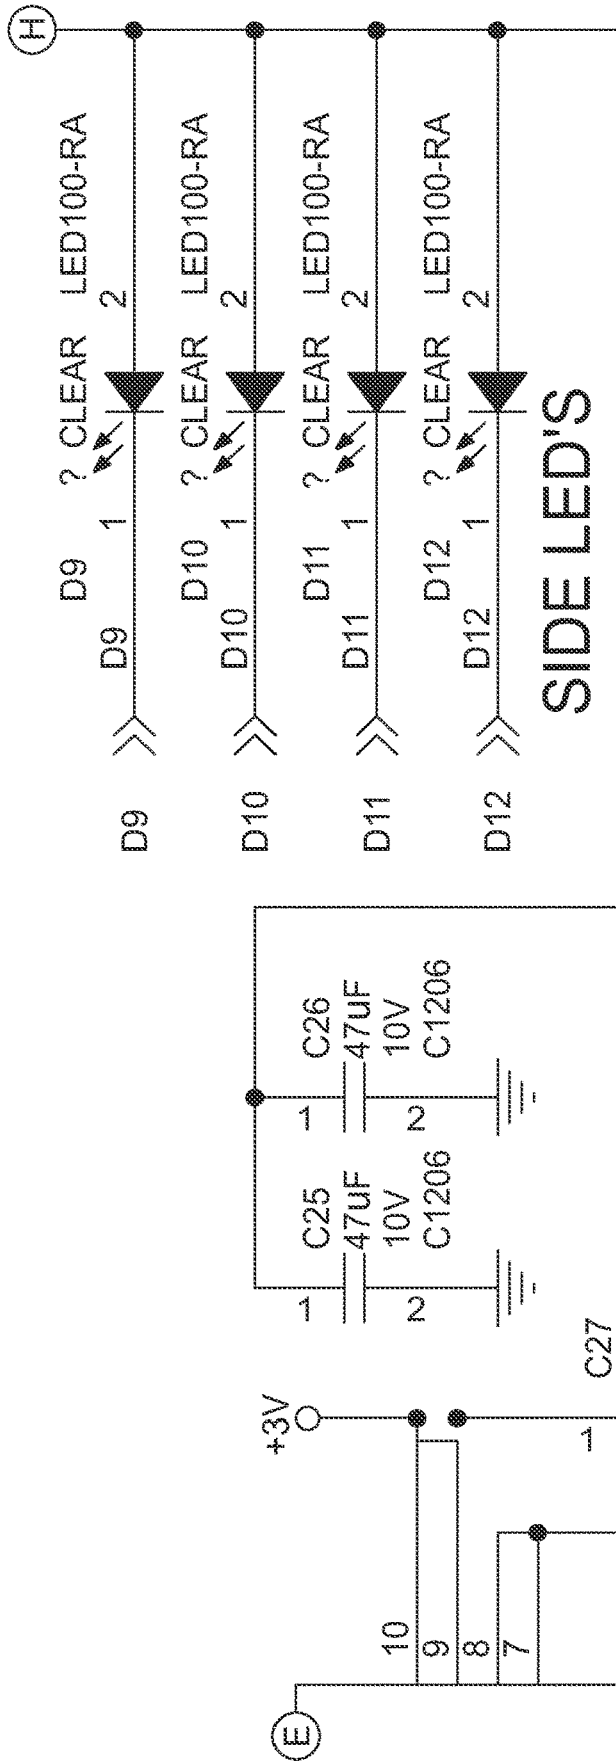 H
D9 ? CLEAR LED100-RA
D9 D9 1 2
D10 ? CLEAR LED100-RA
D10 D10 1 2
D11 ? CLEAR LED100-RA
D11 D11 1 2
D12 ? CLEAR LED100-RA
D12 D12 1 2
SIDE LED'S
C25
1 47uF
10V
2 C1206
C26
1 47uF
10V
2 C1206
C27
1
+3V
10
9
8
7
E